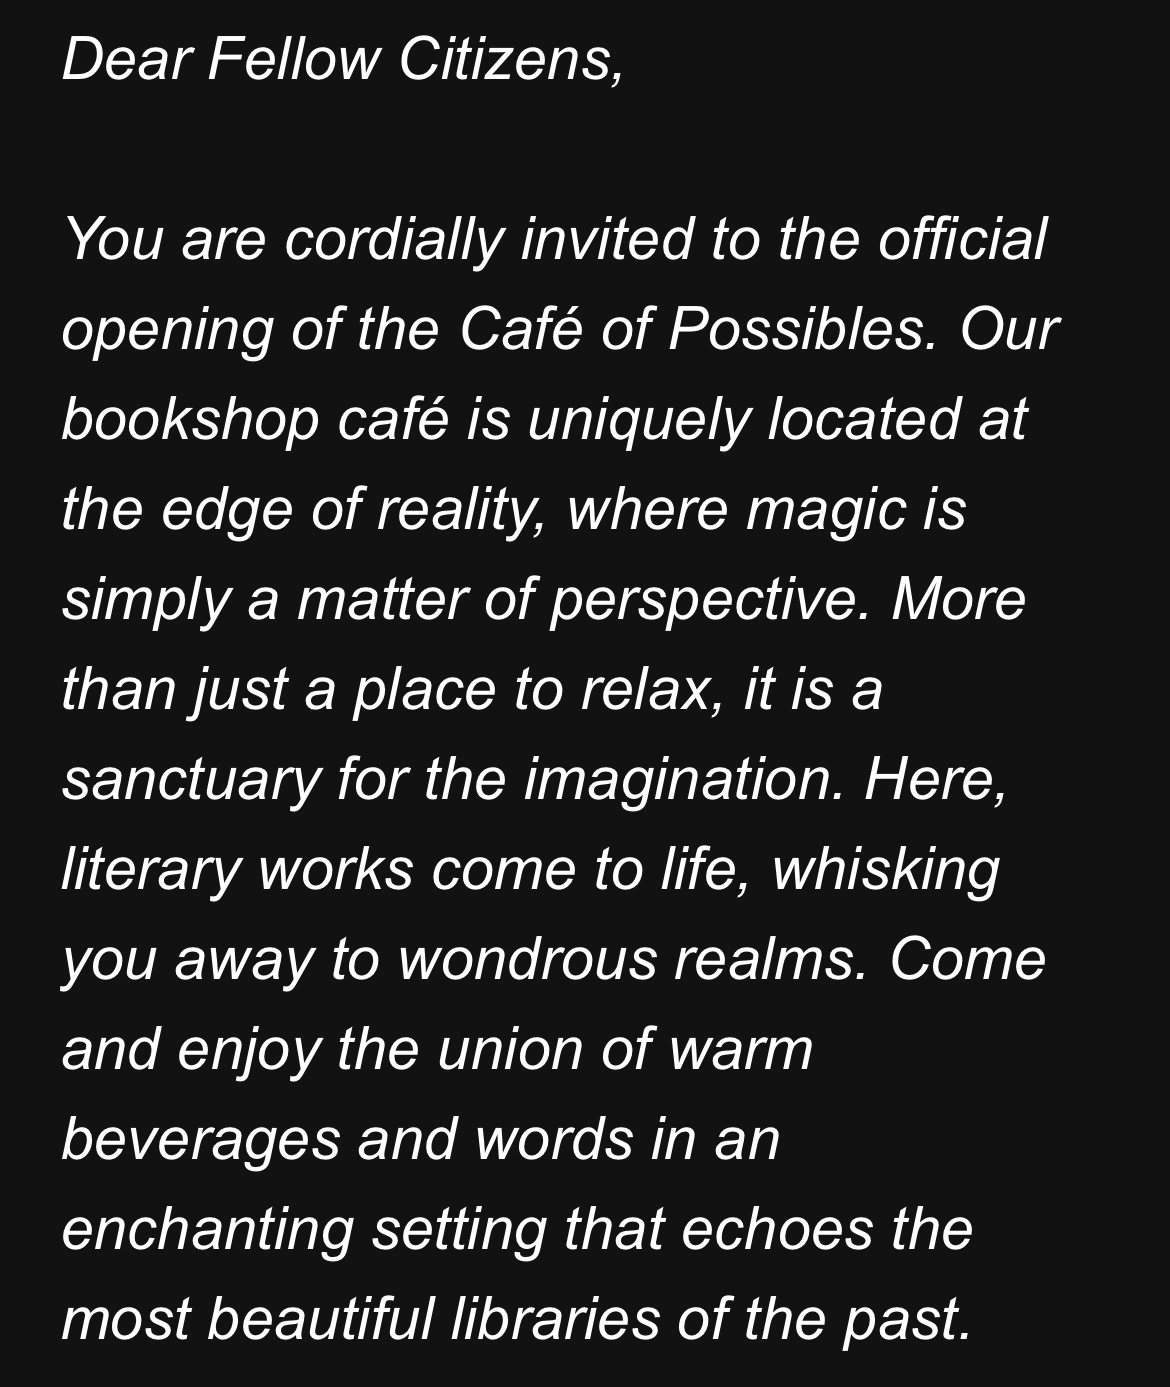 Dear Fellow Citizens,
You are cordially invited to the official
opening of the Café of Possibles. Our
bookshop café is uniquely located at
the edge of reality, where magic is
simply a matter of perspective. More
than just a place to relax, it is a
sanctuary for the imagination. Here,
literary works come to life, whisking
you away to wondrous realms. Come
and enjoy the union of warm
beverages and words in an
enchanting setting that echoes the
most beautiful libraries of the past.